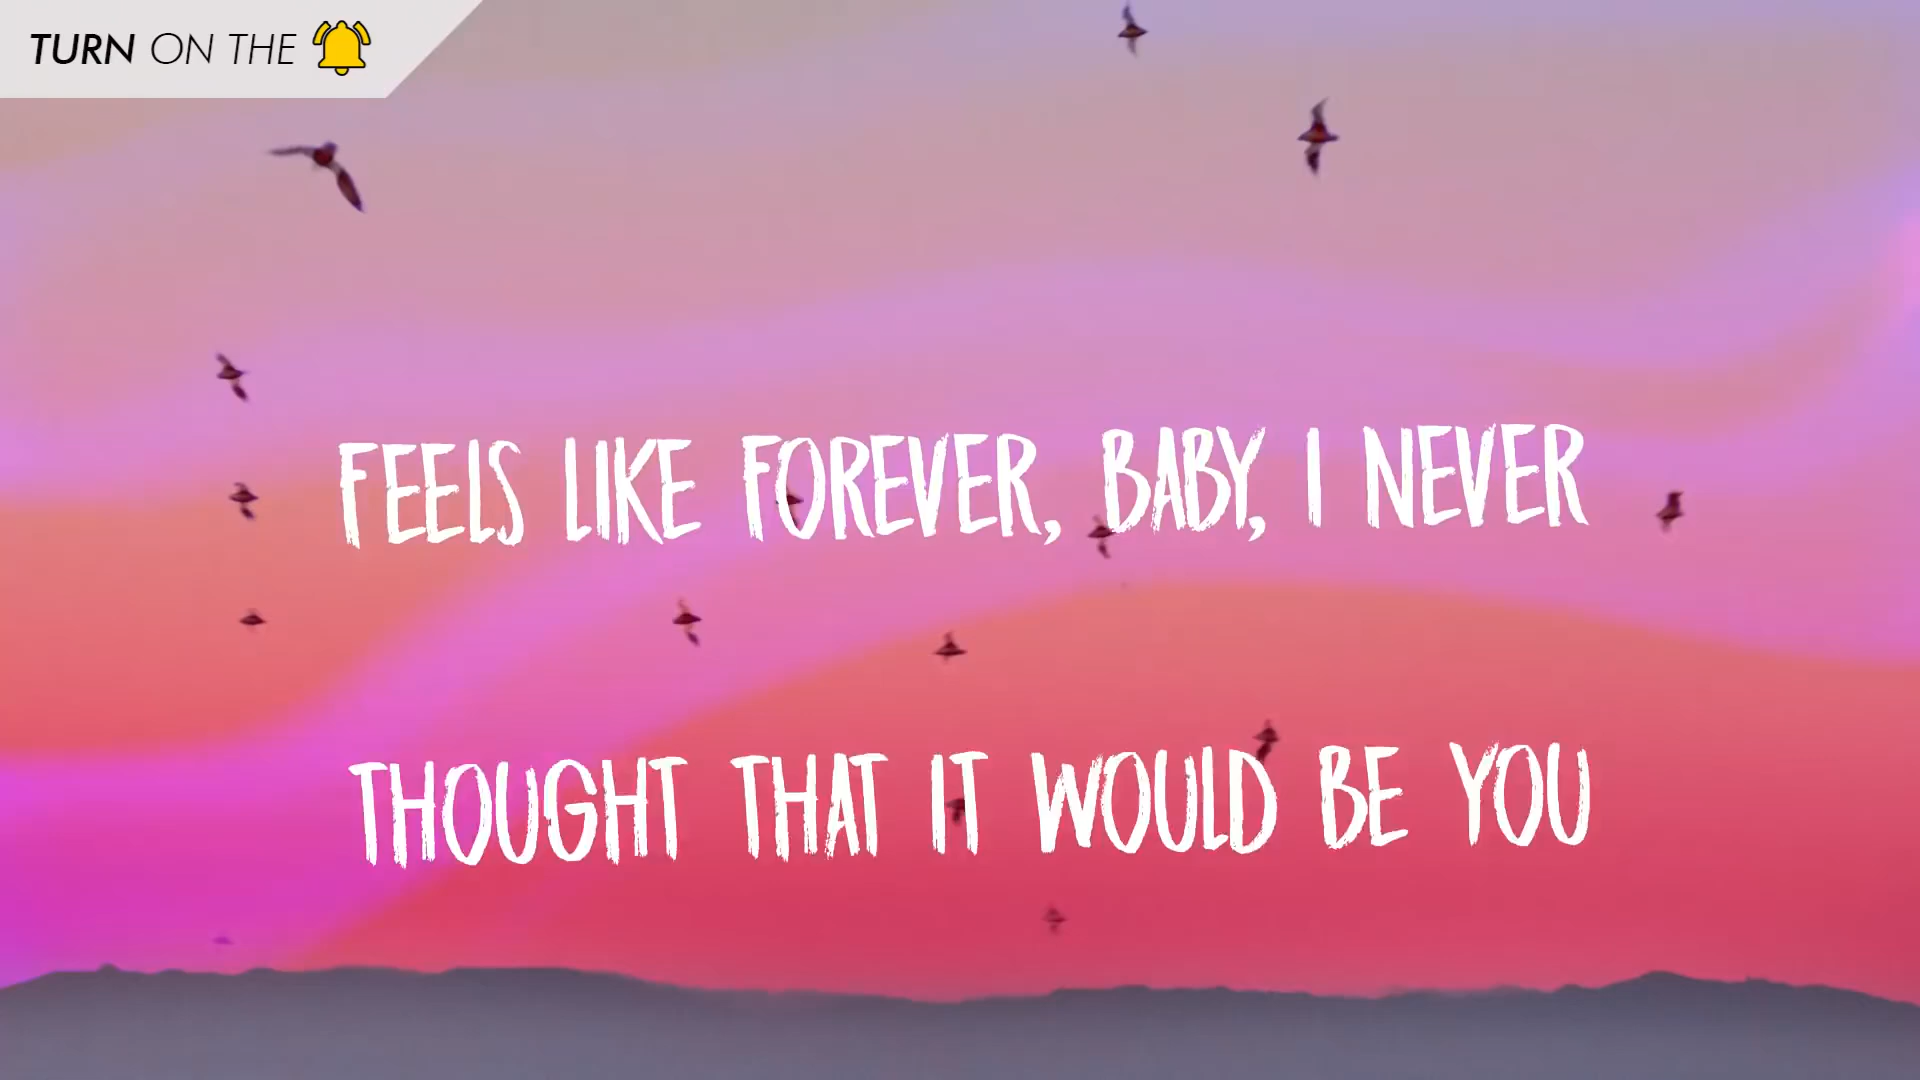 TURN ON THE
FEELS LIKE FOREVER, BABY, I NEVER
THOUGHT THAT IT WOULD BE YOU